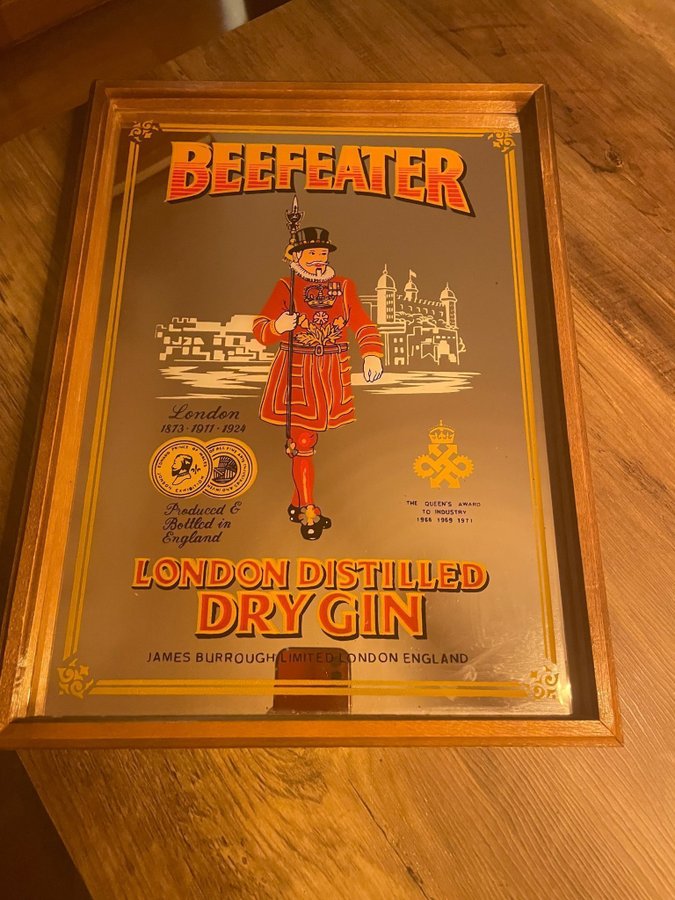 BEEFEATER
London
1873·1911·1924
Produced &
Bottled in
England
THE QUEEN'S AWARD
TO INDUSTRY
1968 1969 1971
LONDON DISTILLED
DRY GIN
JAMES BURROUGH LIMITED LONDON ENGLAND